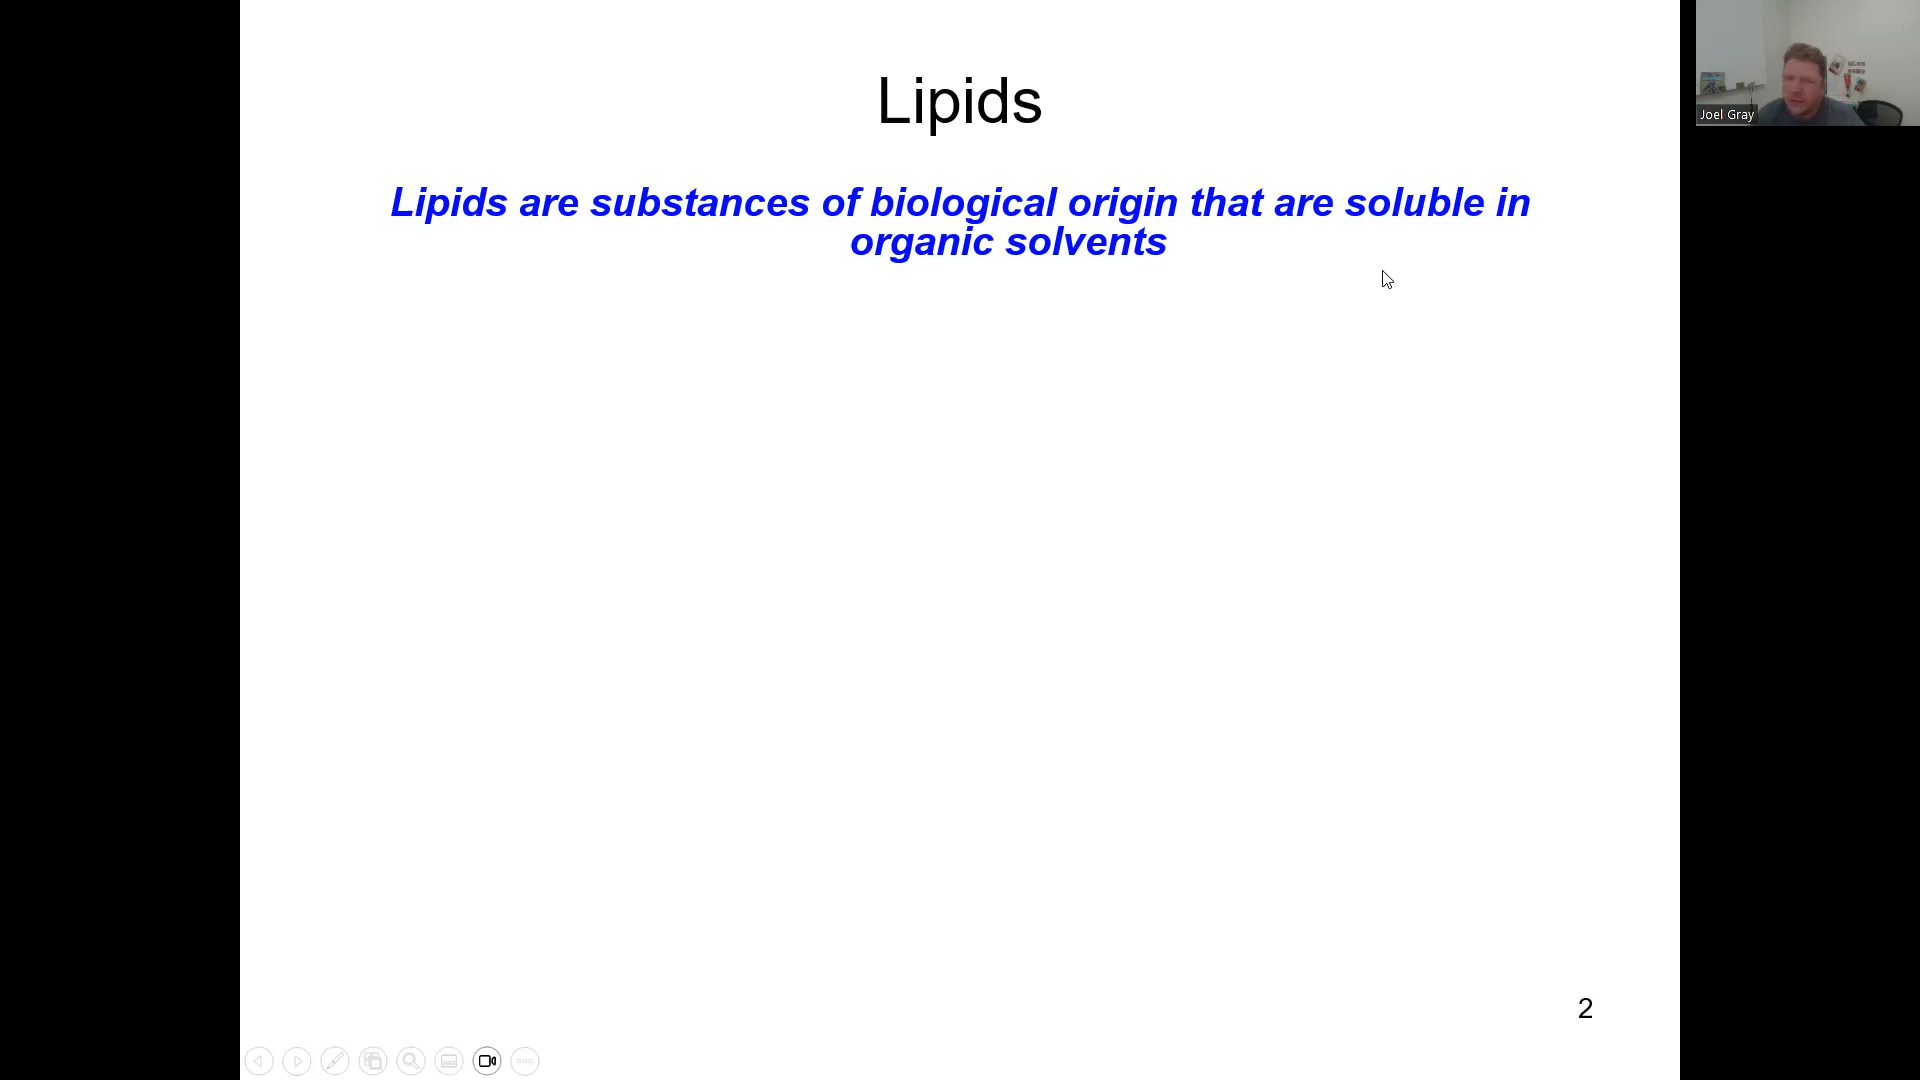 Lipids
Lipids are substances of biological origin that are soluble in
organic solvents
Joel Gray
2